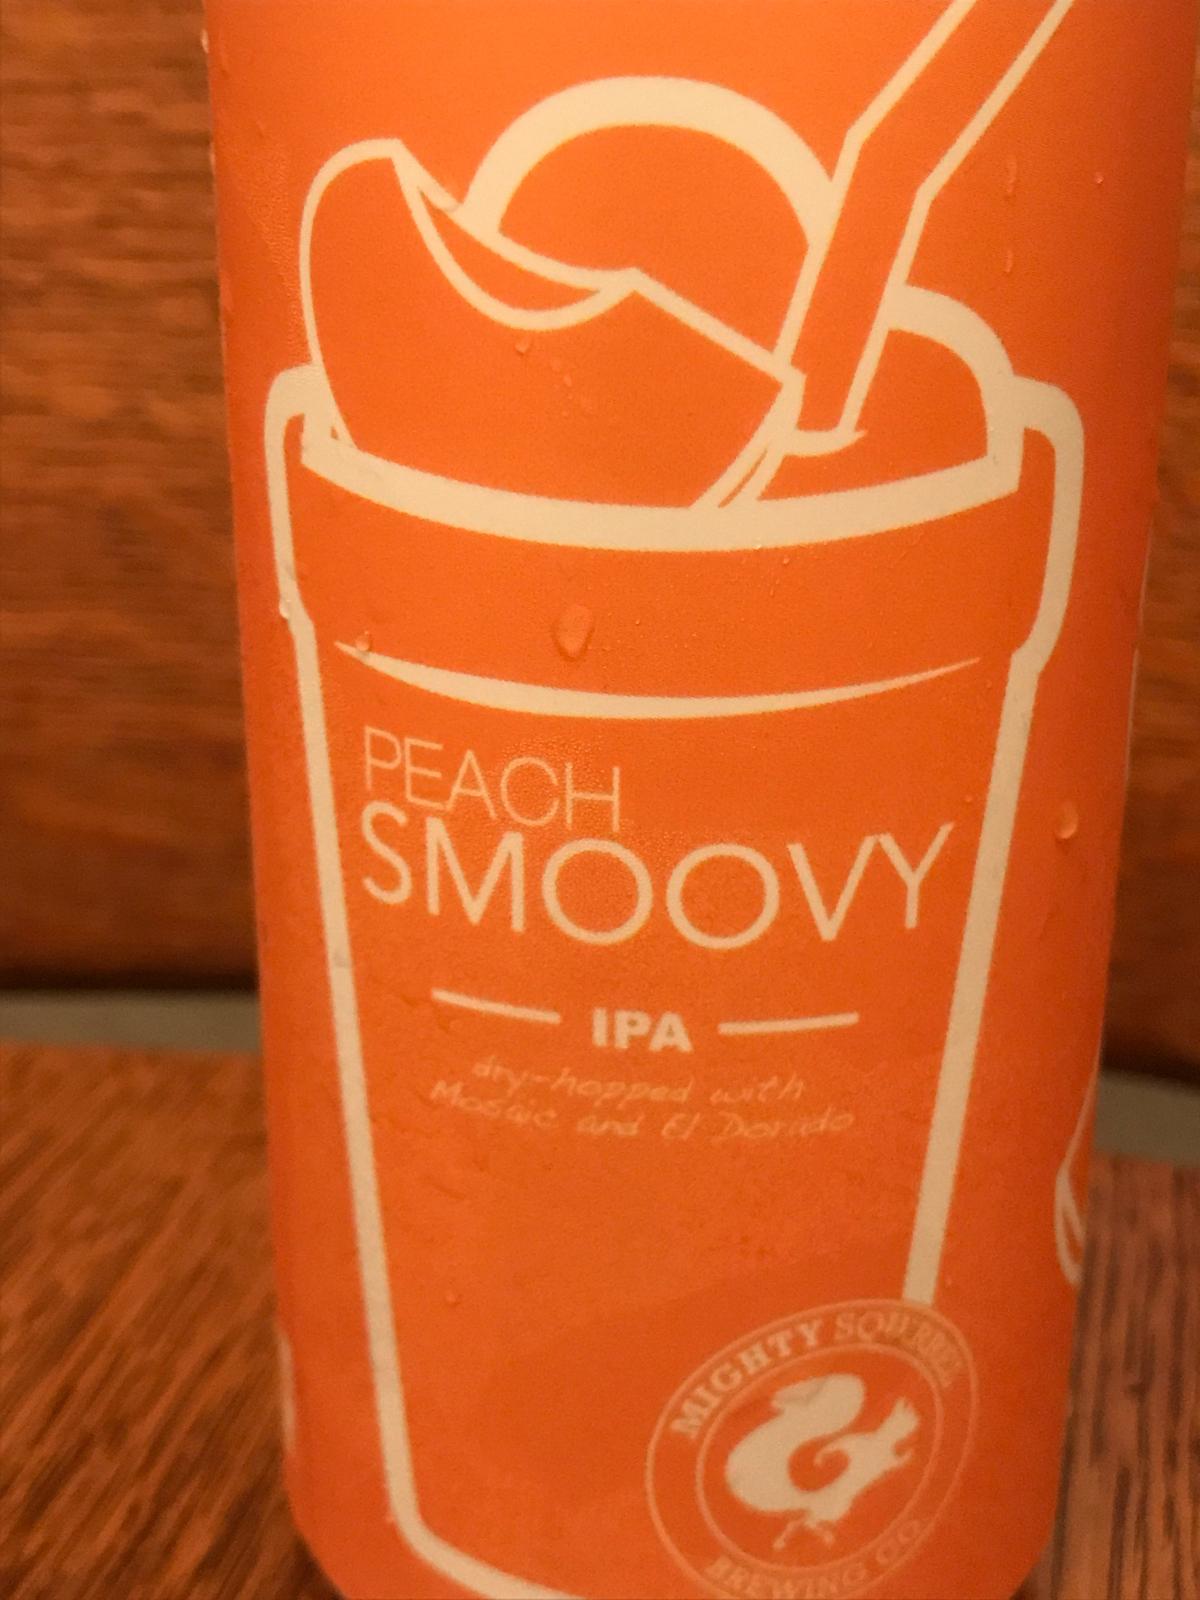 PEACH
SMOOVY
IPA
dry-hopped with
Mosaic and El Dorado
MIGHTY SQUIRREL
BREWING CO.